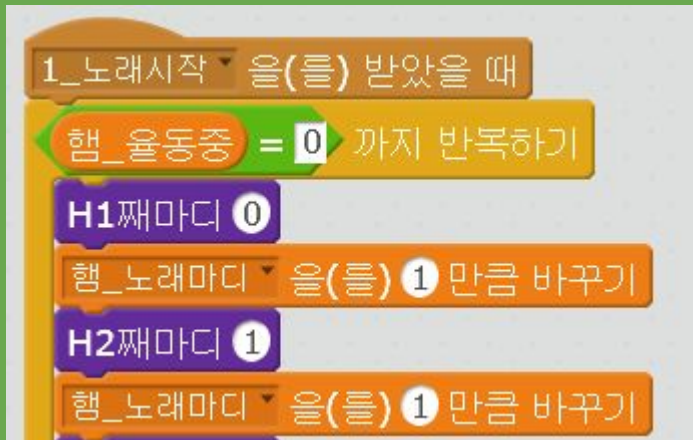 1_노래시작 을(를) 받았을 때
햄_율동중 = 0 까지 반복하기
H1째마디 0
햄_노래마디 을(를) 1 만큼 바꾸기
H2째마디 1
햄_노래마디 을(를) 1 만큼 바꾸기